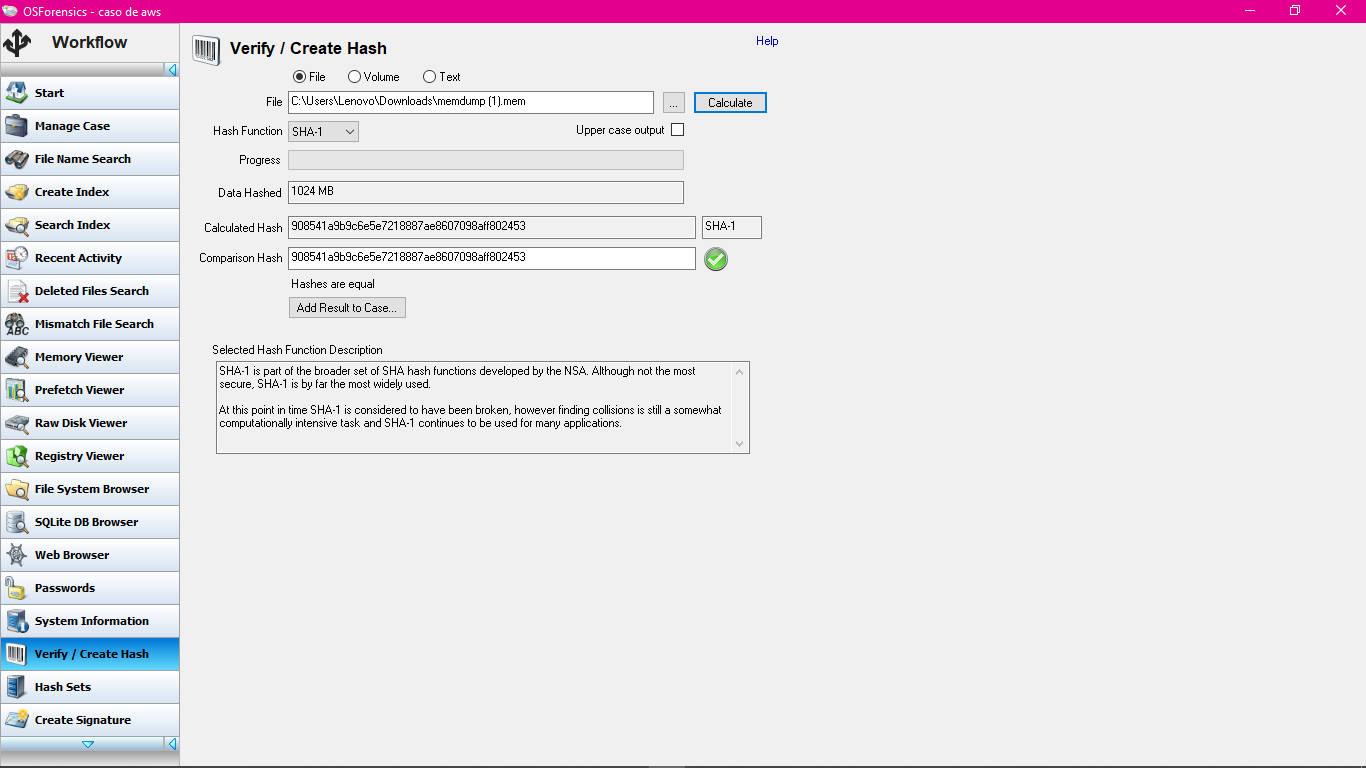 OSForensics - caso de aws
Workflow
Start
Manage Case
File Name Search
Create Index
Search Index
Recent Activity
Deleted Files Search
ABC
Mismatch File Search
Memory Viewer
Prefetch Viewer
Raw Disk Viewer
Registry Viewer
File System Browser
SQLite DB Browser
Web Browser
Passwords
System Information
Verify / Create Hash
Hash Sets
Create Signature
Verify / Create Hash
Help
File Volume Text
File C:\Users\Lenovo\Downloads\memdump (1).mem ... Calculate
Hash Function SHA-1 Upper case output
Progress
Data Hashed 1024 MB
Calculated Hash 908541a9b9c6e5e7218887ae8607098aff802453 SHA-1
Comparison Hash 908541a9b9c6e5e7218887ae8607098aff802453
Hashes are equal
Add Result to Case...
Selected Hash Function Description
SHA-1 is part of the broader set of SHA hash functions developed by the NSA. Although not the most
secure, SHA-1 is by far the most widely used.
At this point in time SHA-1 is considered to have been broken, however finding collisions is still a somewhat
computationally intensive task and SHA-1 continues to be used for many applications.